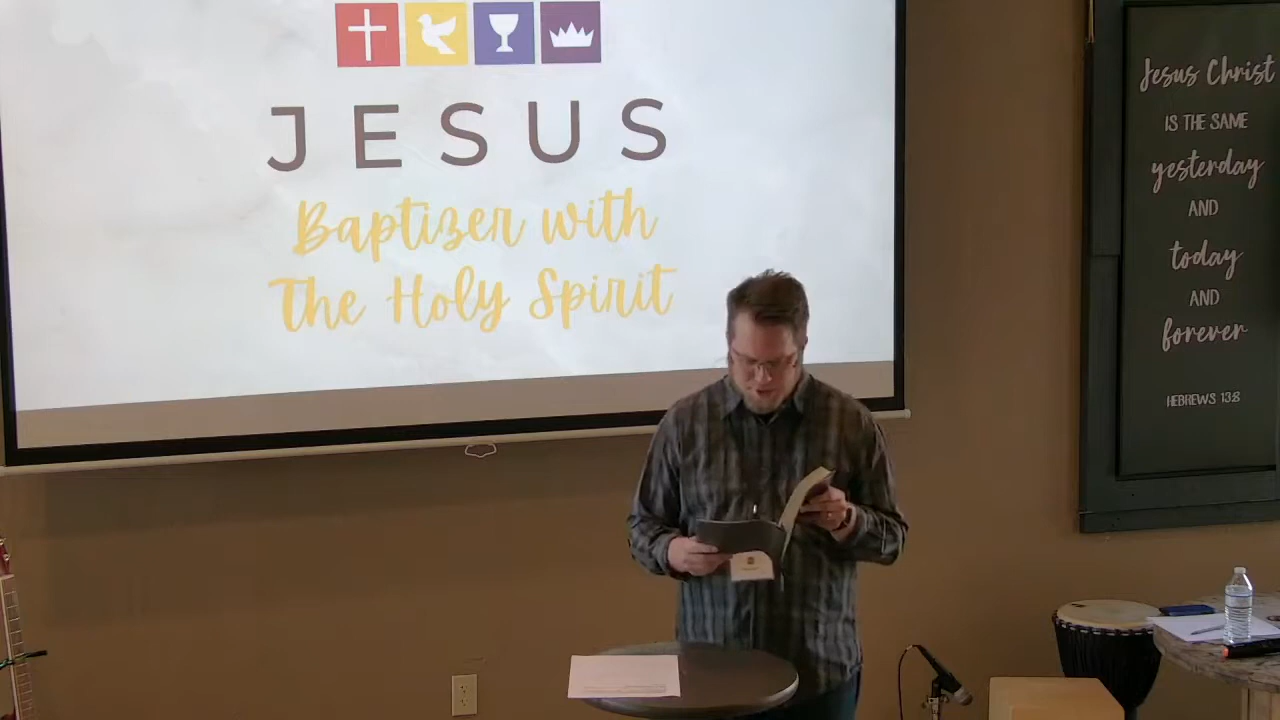 JESUS
Baptizer with
The Holy Spirit
Jesus Christ
IS THE SAME
yesterday
AND
today
AND
forever
HEBREWS 13:8